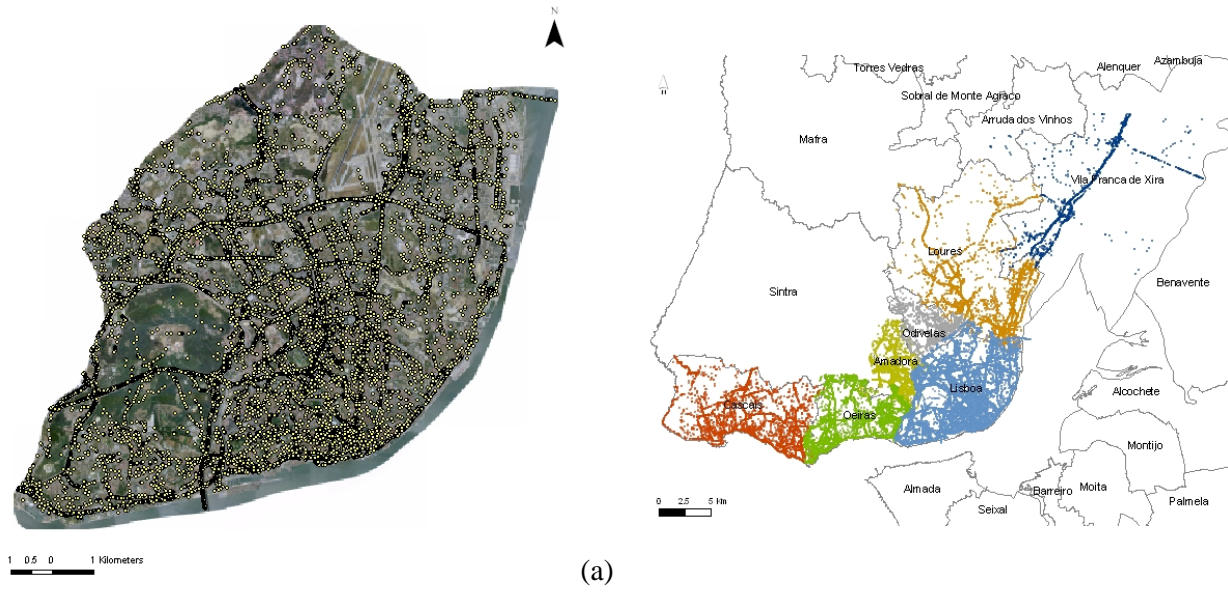 N
Torres Vedras
Alenquer
Azambuja
Sobral de Monte Agraço
Arruda dos Vinhos
Mafra
Vila Franca de Xira
Loures
Sintra
Benavente
Odivelas
Amadora
Lisboa
Cascais
Oeiras
Alcochete
Montijo
0 2.5 5 Km
Almada
Barreiro
Moita
Seixal
Palmela
1 0.5 0 1 Kilometers
(a)